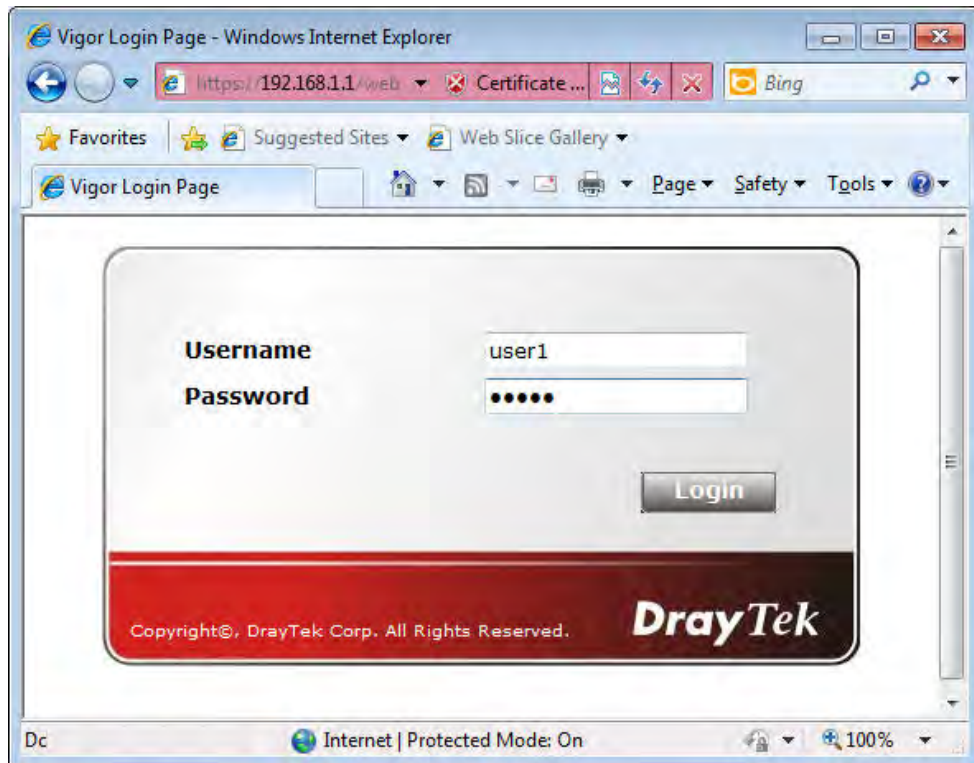 Vigor Login Page - Windows Internet Explorer
https://192.168.1.1/web Certificate ... Bing
Favorites Suggested Sites Web Slice Gallery
Vigor Login Page Page Safety Tools
Username user1
Password •••••
Login
Copyright©, DrayTek Corp. All Rights Reserved. DrayTek
Dc Internet | Protected Mode: On 100%